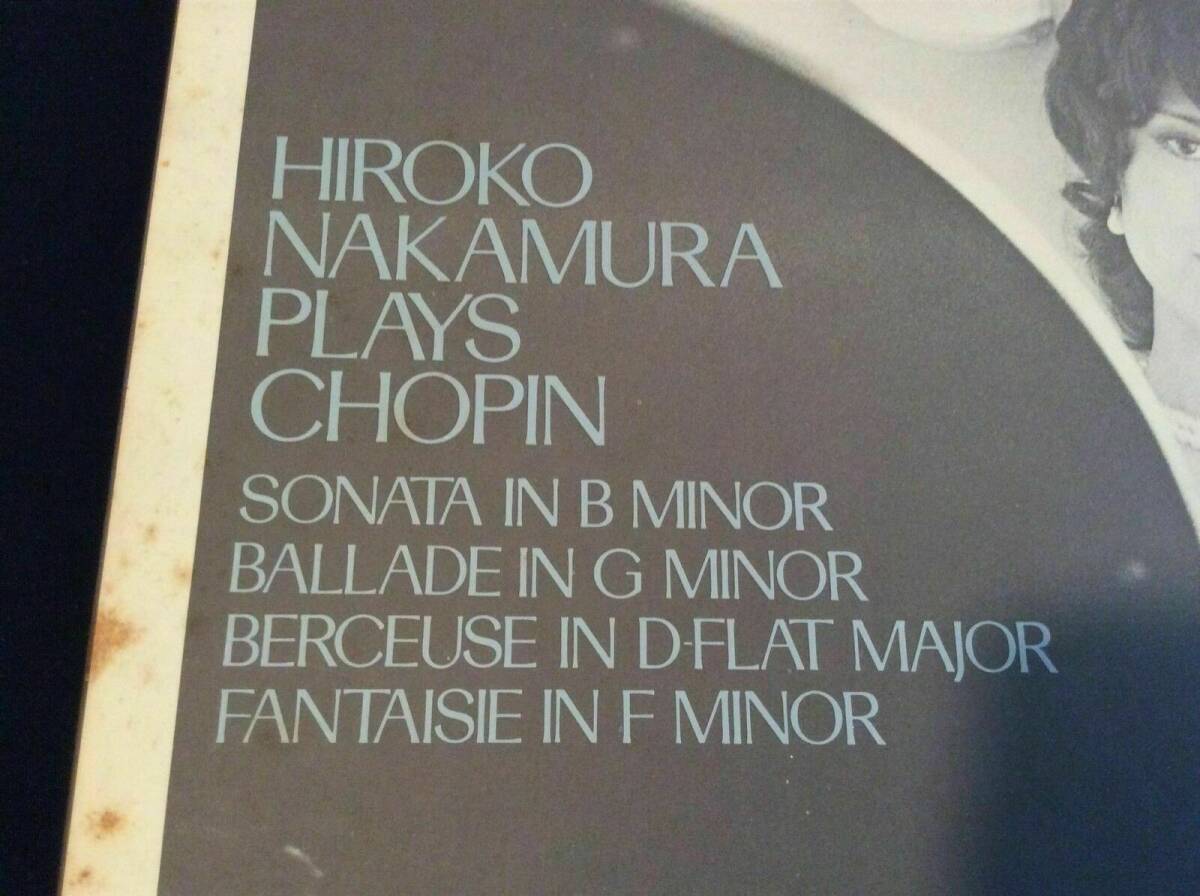 HIROKO
NAKAMURA
PLAYS
CHOPIN
SONATA IN B MINOR
BALLADE IN G MINOR
BERCEUSE IN D-FLAT MAJOR
FANTAISIE IN F MINOR